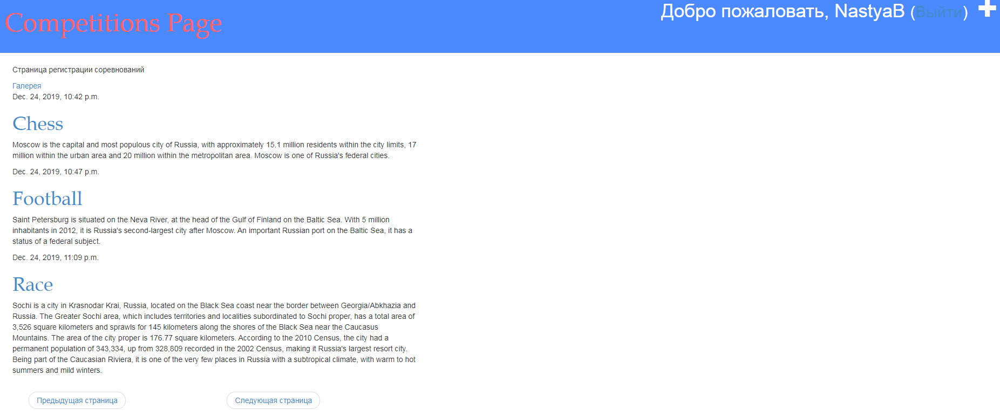 Competitions Page
Добро пожаловать, NastyaB (Выйти)
Страница регистрации соревнований
Галерея
Dec. 24, 2019, 10:42 p.m.
Chess
Moscow is the capital and most populous city of Russia, with approximately 15.1 million residents within the city limits, 17
million within the urban area and 20 million within the metropolitan area. Moscow is one of Russia's federal cities.
Dec. 24, 2019, 10:47 p.m.
Football
Saint Petersburg is situated on the Neva River, at the head of the Gulf of Finland on the Baltic Sea. With 5 million
inhabitants in 2012, it is Russia's second-largest city after Moscow. An important Russian port on the Baltic Sea, it has a
status of a federal subject.
Dec. 24, 2019, 11:09 p.m.
Race
Sochi is a city in Krasnodar Krai, Russia, located on the Black Sea coast near the border between Georgia/Abkhazia and
Russia. The Greater Sochi area, which includes territories and localities subordinated to Sochi proper, has a total area of
3,526 square kilometers and sprawls for 145 kilometers along the shores of the Black Sea near the Caucasus
Mountains. The area of the city proper is 176.77 square kilometers. According to the 2010 Census, the city had a
permanent population of 343,334, up from 328,809 recorded in the 2002 Census, making it Russia's largest resort city.
Being part of the Caucasian Riviera, it is one of the very few places in Russia with a subtropical climate, with warm to hot
summers and mild winters.
Предыдущая страница
Следующая страница